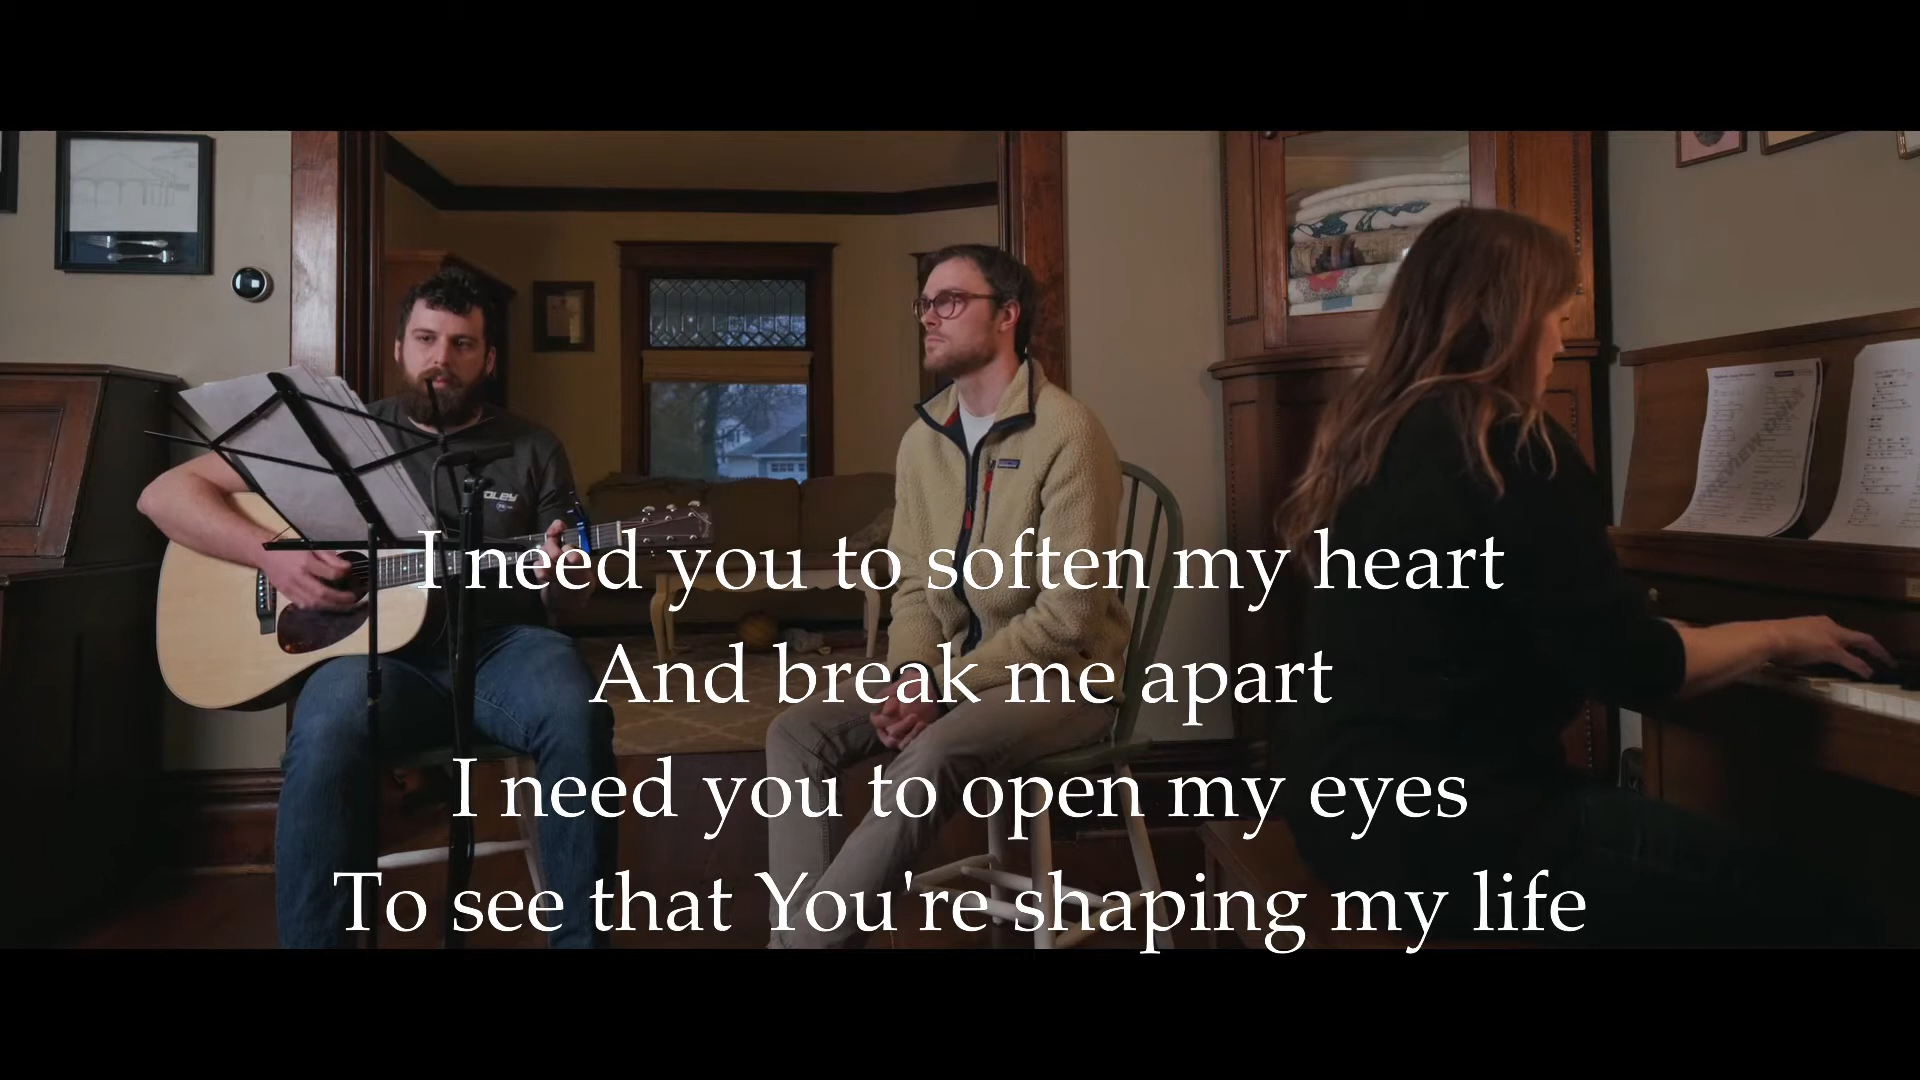 I need you to soften my heart
And break me apart
I need you to open my eyes
To see that You're shaping my life